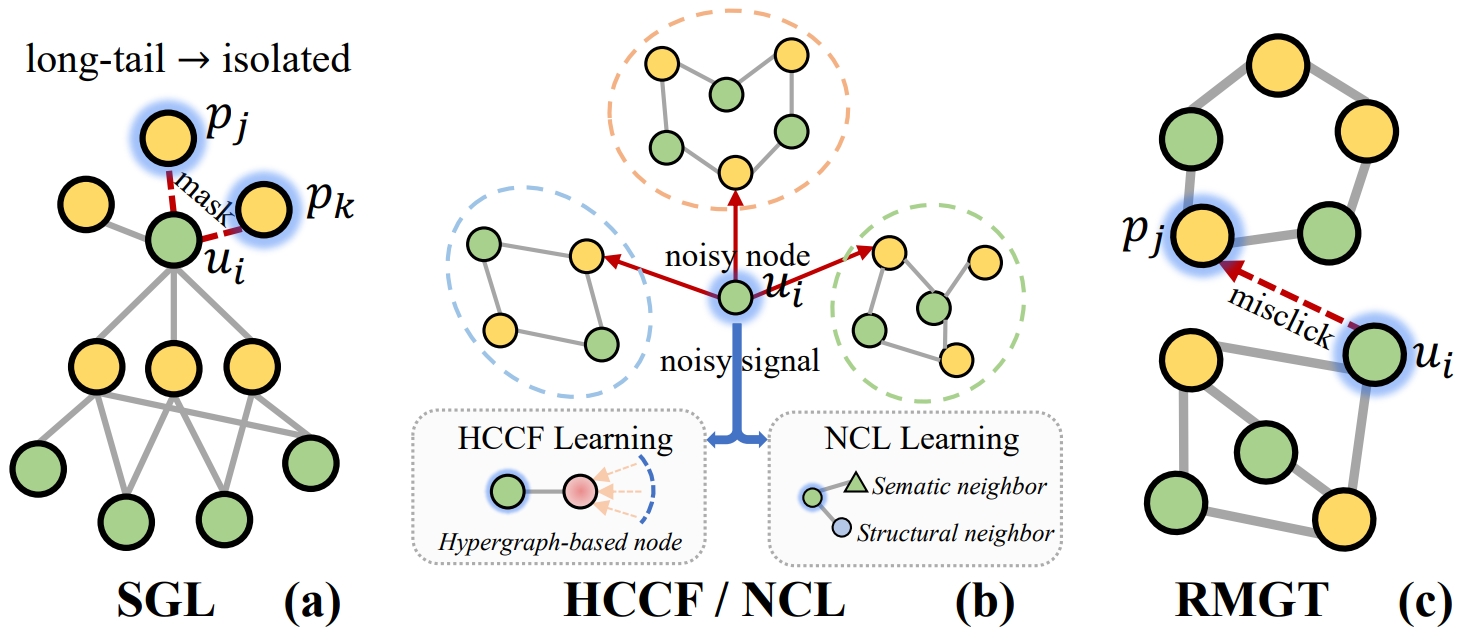 long-tail → isolated
p_j
mask
p_k
u_i
SGL (a)
noisy node
u_i
noisy signal
HCCF Learning
Hypergraph-based node
NCL Learning
Sematic neighbor
Structural neighbor
HCCF / NCL (b)
p_j
misclick
u_i
RMGT (c)